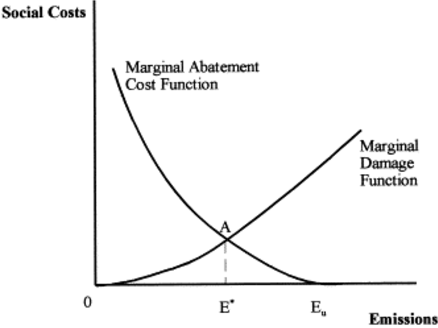 Social Costs
Marginal Abatement
Cost Function
Marginal
Damage
Function
A
0
E*
Eu
Emissions